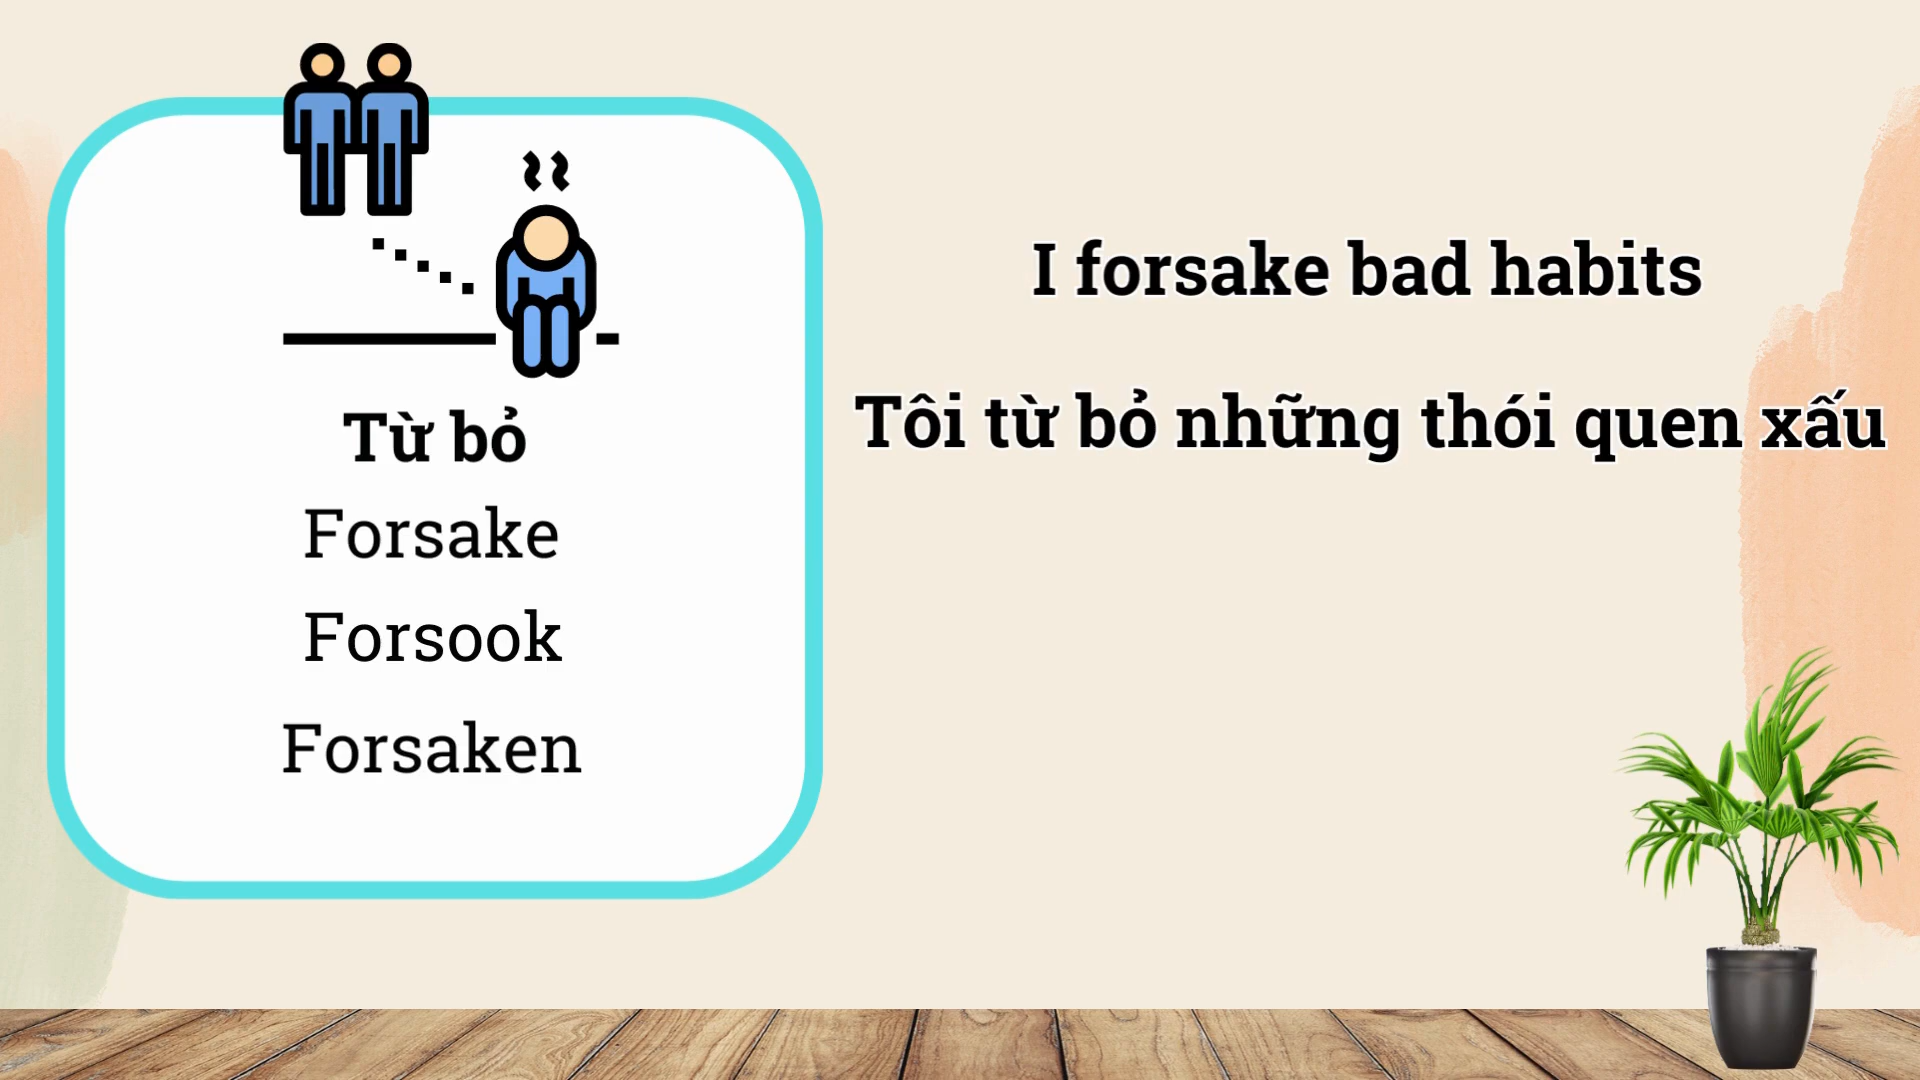 Từ bỏ
Forsake
Forsook
Forsaken
I forsake bad habits
Tôi từ bỏ những thói quen xấu